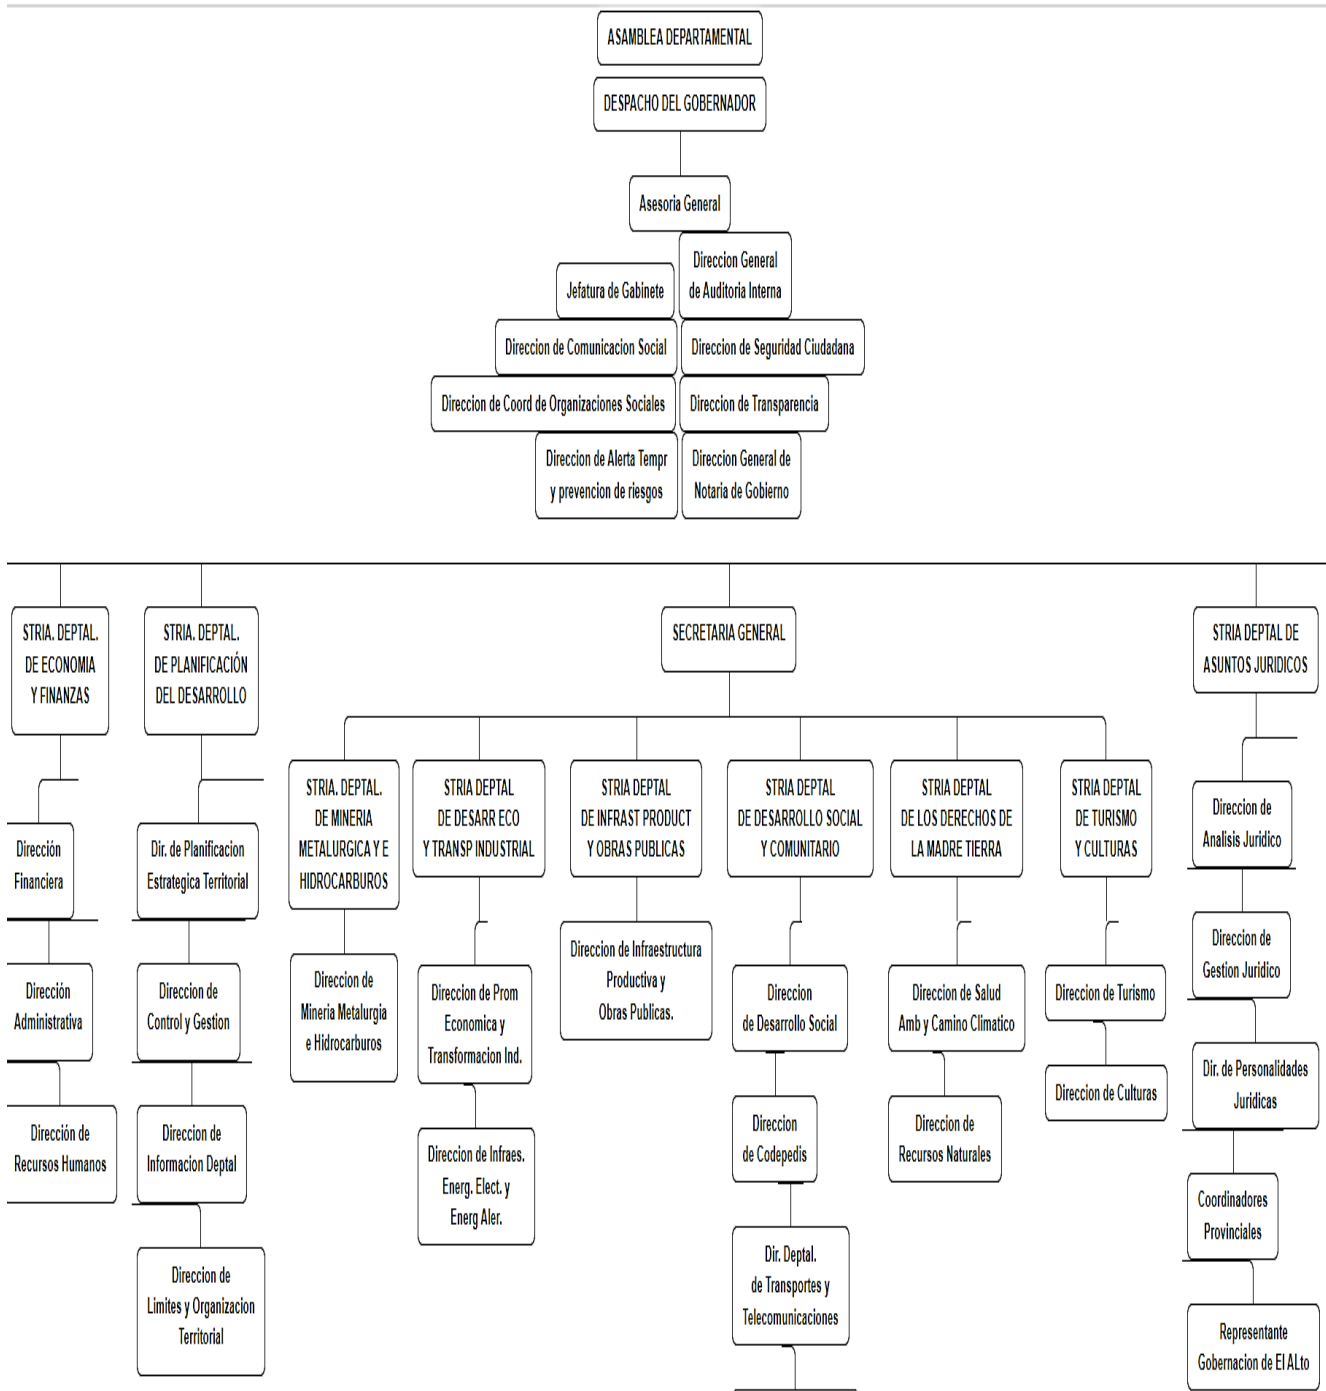 ASAMBLEA DEPARTAMENTAL
DESPACHO DEL GOBERNADOR
Asesoria General
Direccion General
de Auditoria Interna
Jefatura de Gabinete
Direccion de Comunicacion Social
Direccion de Seguridad Ciudadana
Direccion de Coord de Organizaciones Sociales
Direccion de Transparencia
Direccion de Alerta Tempr
y prevencion de riesgos
Direccion General de
Notaria de Gobierno
STRIA. DEPTAL.
DE ECONOMIA
Y FINANZAS
STRIA. DEPTAL.
DE PLANIFICACIÓN
DEL DESARROLLO
SECRETARIA GENERAL
STRIA DEPTAL DE
ASUNTOS JURIDICOS
STRIA. DEPTAL.
DE MINERIA
METALURGICA Y E
HIDROCARBUROS
STRIA DEPTAL
DE DESARR ECO
Y TRANSP INDUSTRIAL
STRIA DEPTAL
DE INFRAST PRODUCT
Y OBRAS PUBLICAS
STRIA DEPTAL
DE DESARROLLO SOCIAL
Y COMUNITARIO
STRIA DEPTAL
DE LOS DERECHOS DE
LA MADRE TIERRA
STRIA DEPTAL
DE TURISMO
Y CULTURAS
Dirección
Financiera
Dirección
Administrativa
Dirección de
Recursos Humanos
Dir. de Planificacion
Estrategica Territorial
Direccion de
Control y Gestion
Direccion de
Informacion Deptal
Direccion de
Limites y Organizacion
Territorial
Direccion de
Mineria Metalurgia
e Hidrocarburos
Direccion de Prom
Economica y
Transformacion Ind.
Direccion de Infraes.
Energ. Elect. y
Energ Aler.
Direccion de Infraestructura
Productiva y
Obras Publicas.
Direccion
de Desarrollo Social
Direccion
de Codepedis
Dir. Deptal.
de Transportes y
Telecomunicaciones
Direccion de Salud
Amb y Camino Climatico
Direccion de
Recursos Naturales
Direccion de Turismo
Direccion de Culturas
Direccion de
Analisis Juridico
Direccion de
Gestion Juridico
Dir. de Personalidades
Juridicas
Coordinadores
Provinciales
Representante
Gobernacion de El ALto